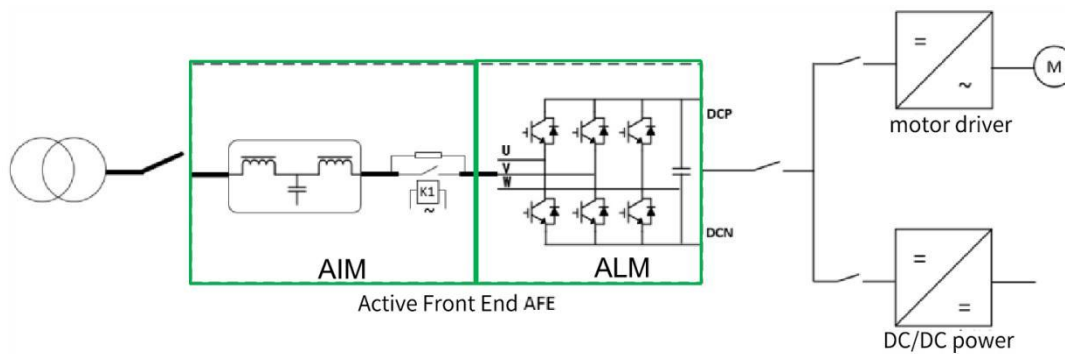 =
~
M
motor driver
DCP
U
V
W
K1
~
DCN
AIM
ALM
Active Front End AFE
=
=
DC/DC power